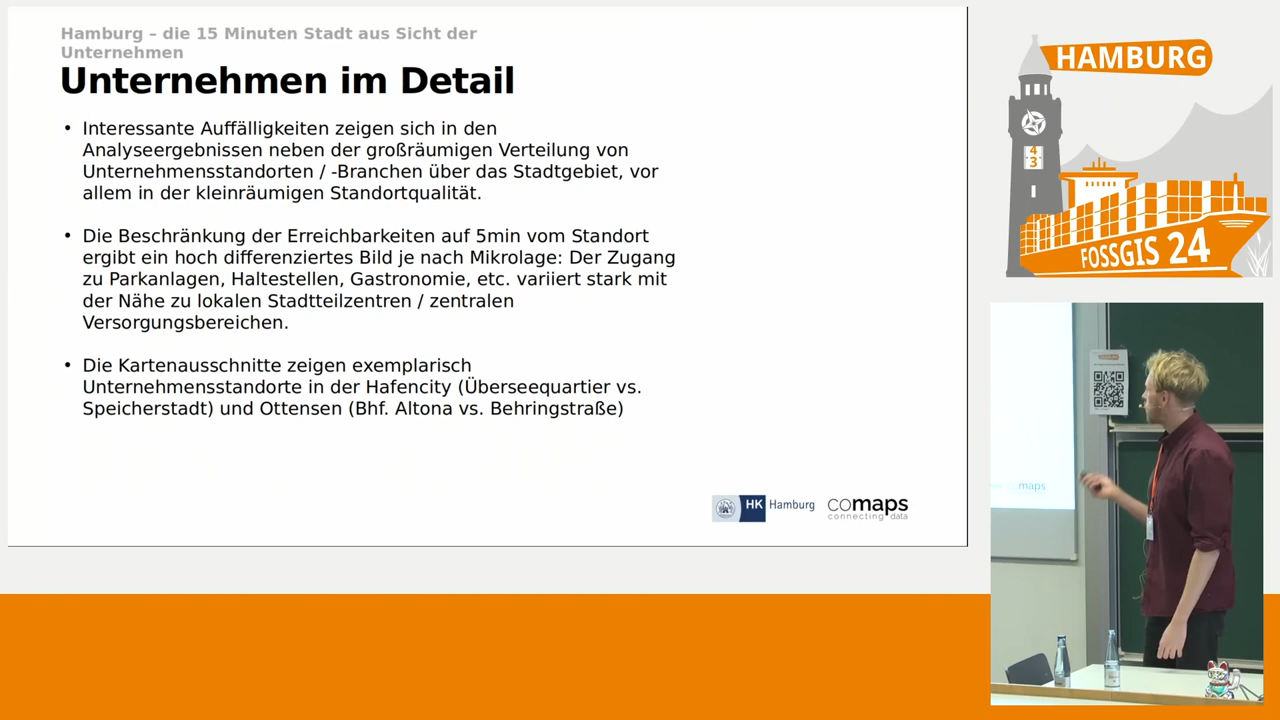 Hamburg – die 15 Minuten Stadt aus Sicht der
Unternehmen
Unternehmen im Detail
• Interessante Auffälligkeiten zeigen sich in den
Analyseergebnissen neben der großräumigen Verteilung von
Unternehmensstandorten / -Branchen über das Stadtgebiet, vor
allem in der kleinräumigen Standortqualität.
• Die Beschränkung der Erreichbarkeiten auf 5min vom Standort
ergibt ein hoch differenziertes Bild je nach Mikrolage: Der Zugang
zu Parkanlagen, Haltestellen, Gastronomie, etc. variiert stark mit
der Nähe zu lokalen Stadtteilzentren / zentralen
Versorgungsbereichen.
• Die Kartenausschnitte zeigen exemplarisch
Unternehmensstandorte in der Hafencity (Überseequartier vs.
Speicherstadt) und Ottensen (Bhf. Altona vs. Behringstraße)
HK Hamburg
comaps
connecting data
HAMBURG
4
3
FOSSGIS 24
maps